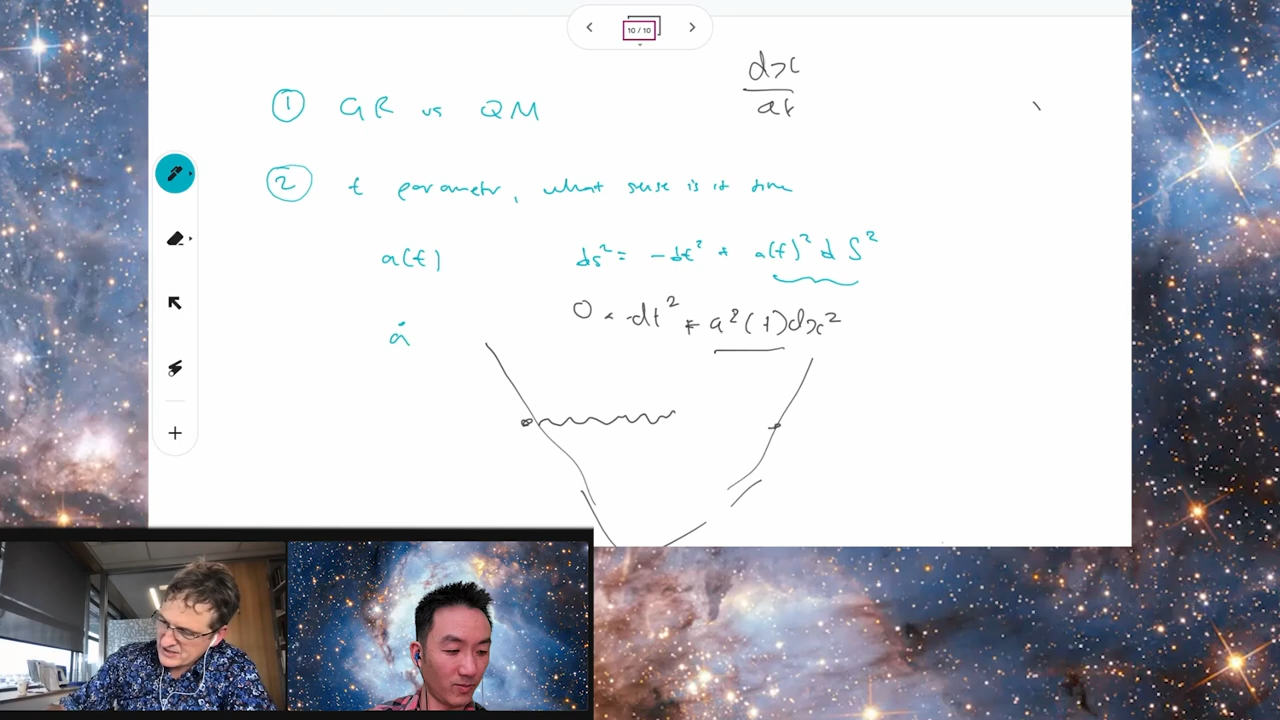 10 / 10
dx
dt
① GR vs QM
② t parametr, what sense is it time
a(t) ds² = -dt² + a(t)² dS²
0 = -dt² + a²(t)dx²
ȧ